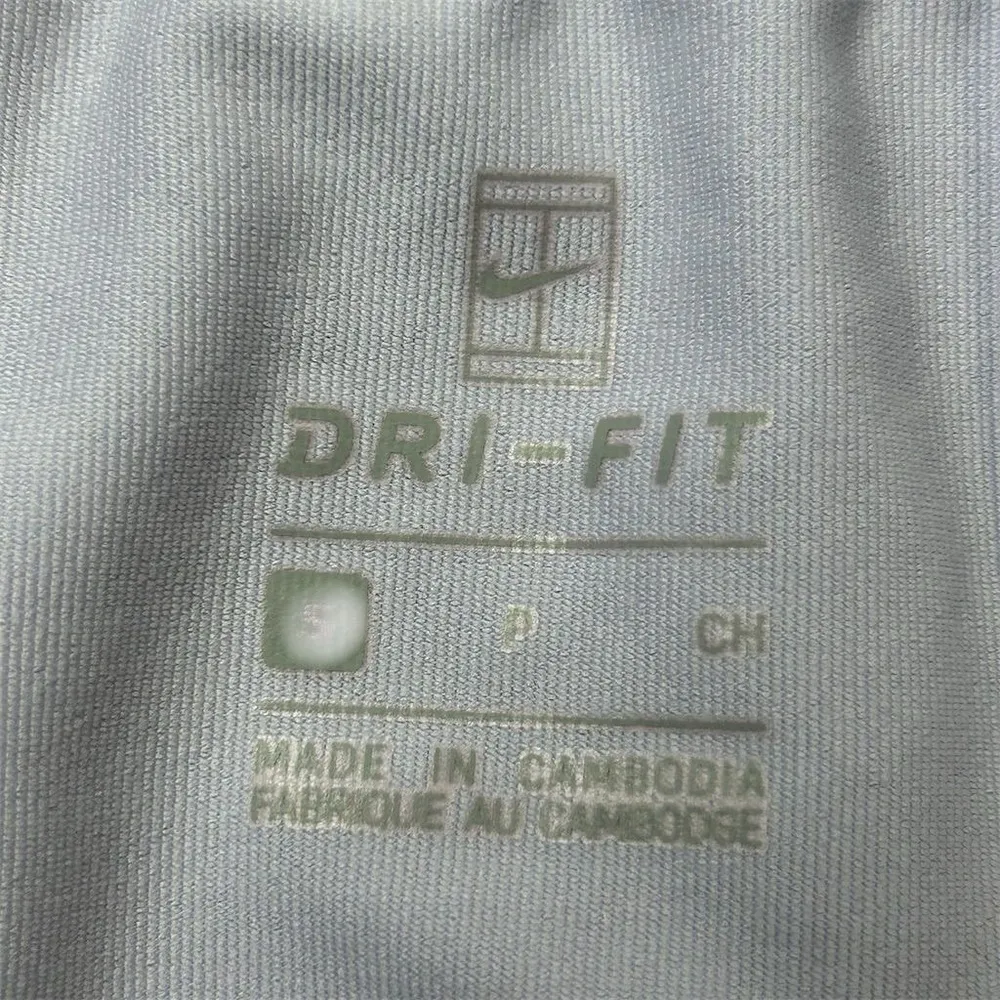 DRI-FIT
S P CH
MADE IN CAMBODIA
FABRIQUE AU CAMBODGE